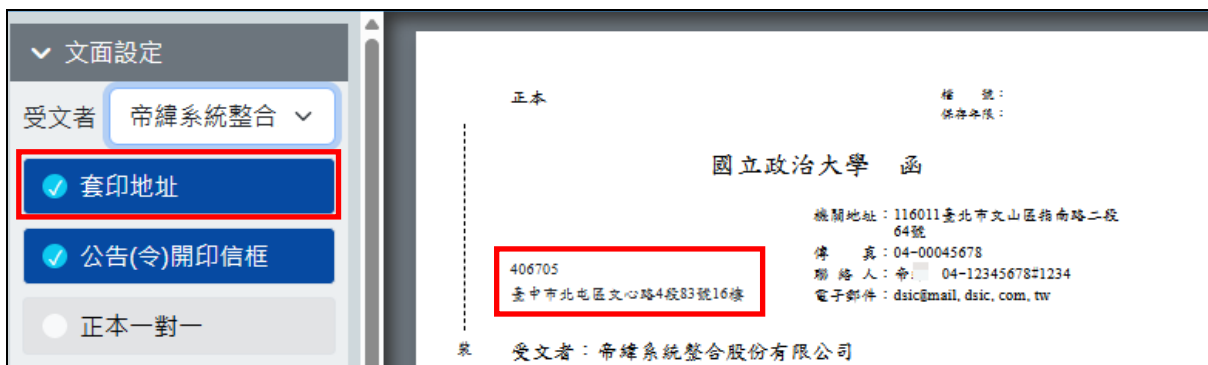 文面設定
受文者 帝緯系統整合
套印地址
公告(令)開印信框
正本一對一
正本
檔 號：
保存年限：
國立政治大學 函
機關地址：116011臺北市文山區指南路二段
64號
傳 真：04-00045678
聯 絡 人：帝 04-12345678#1234
電子郵件：dsic@mail.dsic.com.tw
406705
臺中市北屯區文心路4段83號16樓
裝
受文者：帝緯系統整合股份有限公司